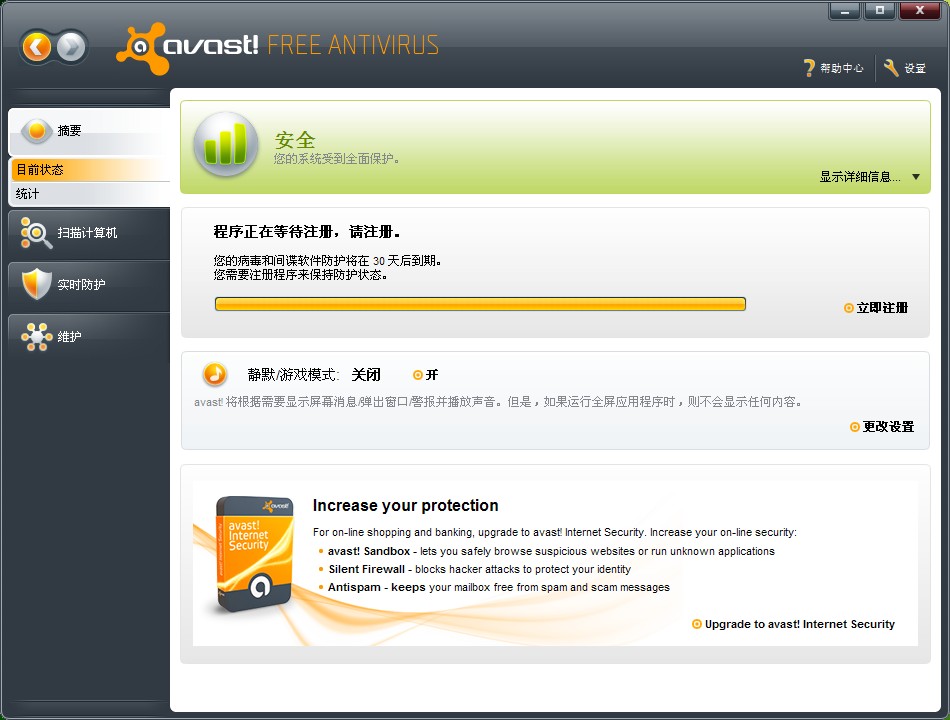 avast! FREE ANTIVIRUS
帮助中心
设置
摘要
目前状态
统计
扫描计算机
实时防护
维护
安全
您的系统受到全面保护。
显示详细信息...
程序正在等待注册，请注册。
您的病毒和间谍软件防护将在 30 天后到期。
您需要注册程序来保持防护状态。
立即注册
静默/游戏模式: 关闭 开
avast! 将根据需要显示屏幕消息/弹出窗口/警报并播放声音。但是，如果运行全屏应用程序时，则不会显示任何内容。
更改设置
avast!
avast!
Internet
Security
Increase your protection
For on-line shopping and banking, upgrade to avast! Internet Security. Increase your on-line security:
avast! Sandbox - lets you safely browse suspicious websites or run unknown applications
Silent Firewall - blocks hacker attacks to protect your identity
Antispam - keeps your mailbox free from spam and scam messages
Upgrade to avast! Internet Security